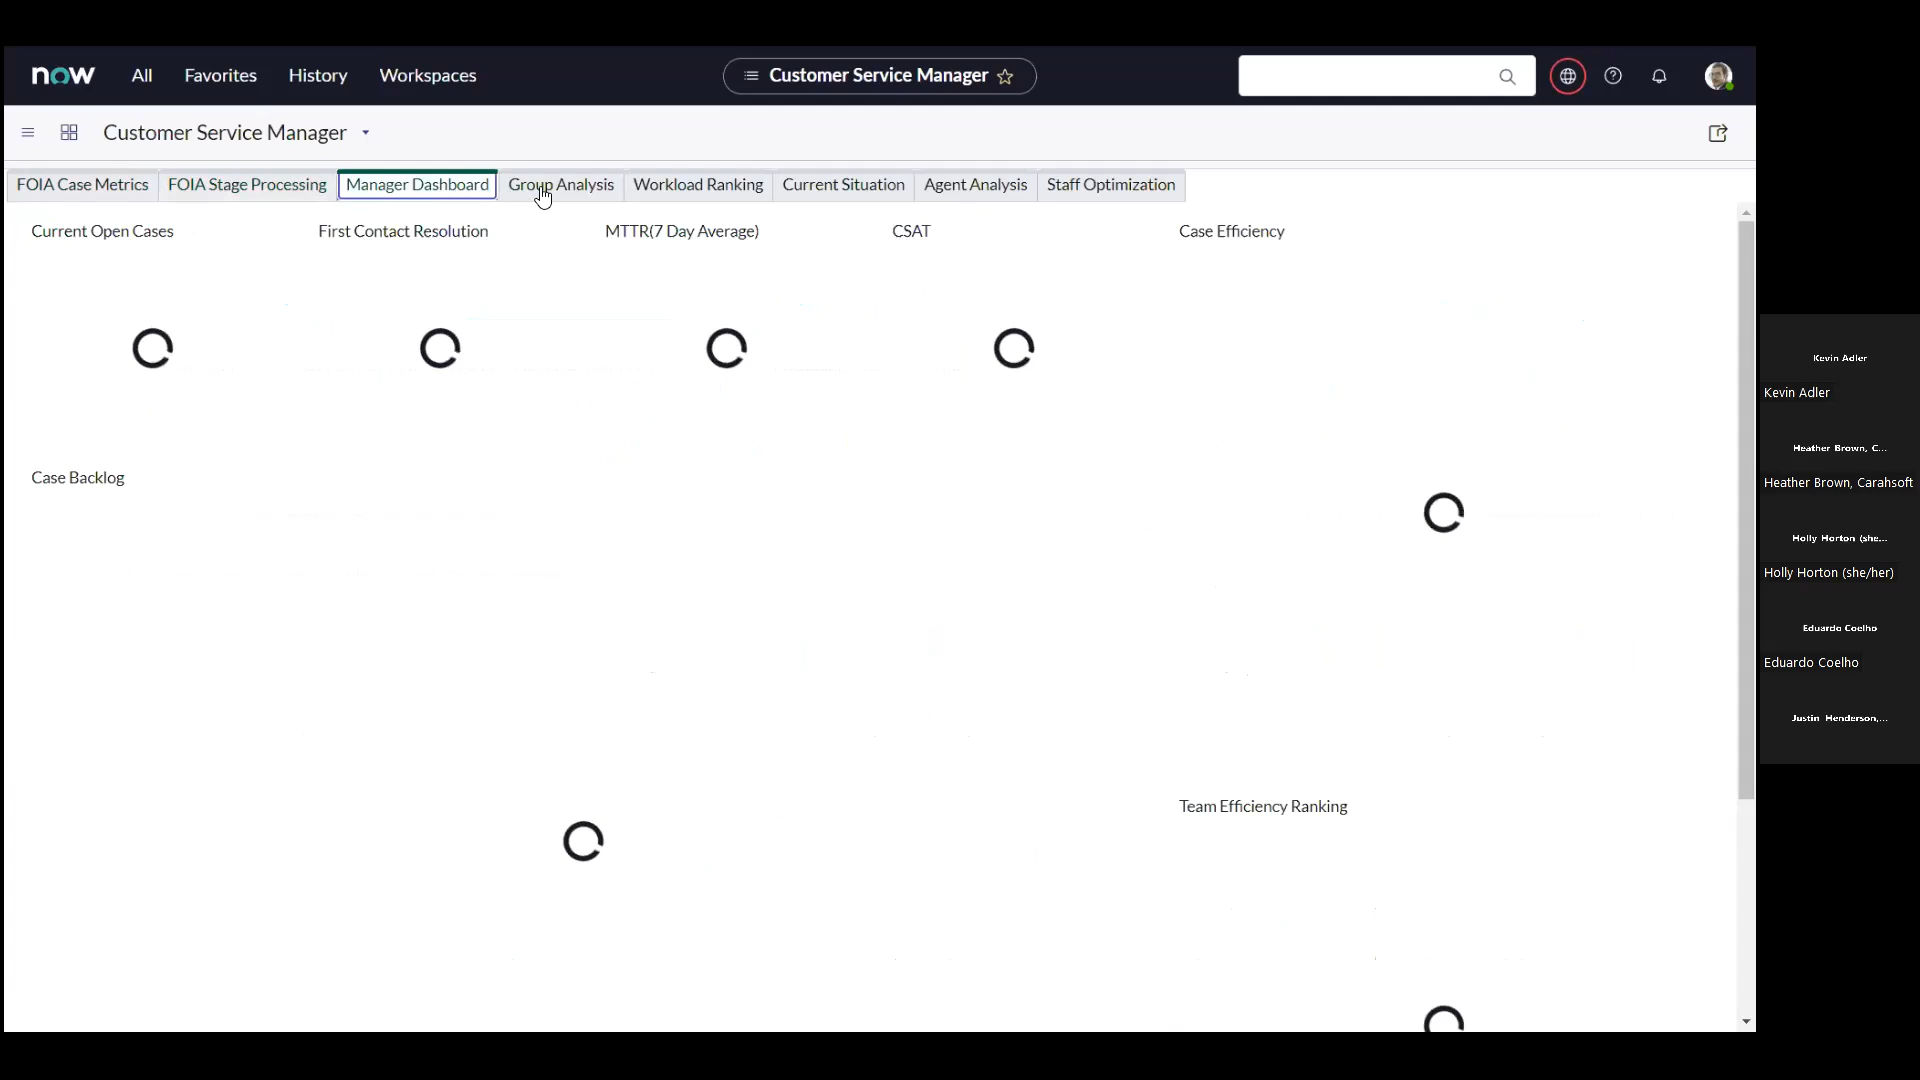 now All Favorites History Workspaces Customer Service Manager
Customer Service Manager
FOIA Case Metrics FOIA Stage Processing Manager Dashboard Group Analysis Workload Ranking Current Situation Agent Analysis Staff Optimization
Current Open Cases First Contact Resolution MTTR(7 Day Average) CSAT Case Efficiency
Case Backlog
Team Efficiency Ranking
Kevin Adler
Kevin Adler
Heather Brown, C...
Heather Brown, Carahsoft
Holly Horton (she...
Holly Horton (she/her)
Eduardo Coelho
Eduardo Coelho
Justin Henderson,...